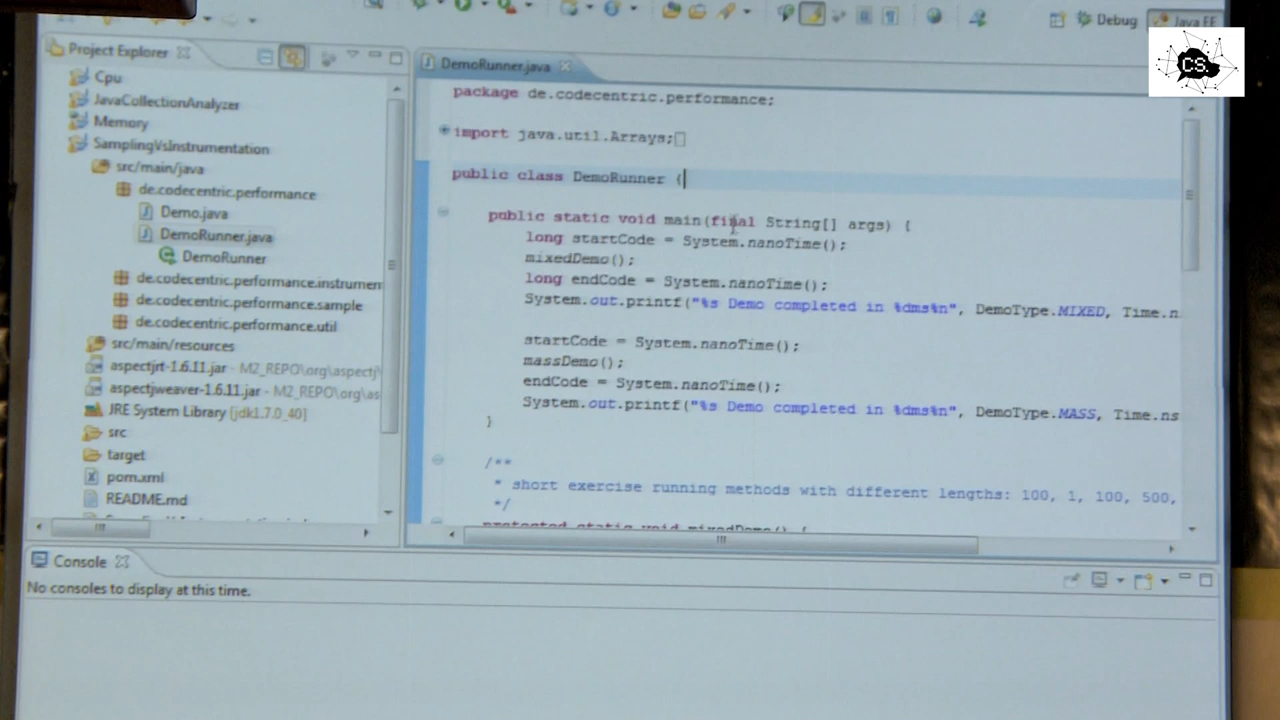 Debug
Java EE
CS.
Project Explorer
Cpu
JavaCollectionAnalyzer
Memory
SamplingVsInstrumentation
src/main/java
de.codecentric.performance
Demo.java
DemoRunner.java
DemoRunner
de.codecentric.performance.instrumen
de.codecentric.performance.sample
de.codecentric.performance.util
src/main/resources
aspectjrt-1.6.11.jar - M2_REPO\org\aspectj\
aspectjweaver-1.6.11.jar - M2_REPO\org\as
JRE System Library [jdk1.7.0_40]
src
target
pom.xml
README.md
DemoRunner.java
package de.codecentric.performance;
import java.util.Arrays;
public class DemoRunner {
public static void main(final String[] args) {
long startCode = System.nanoTime();
mixedDemo();
long endCode = System.nanoTime();
System.out.printf("%s Demo completed in %dms%n", DemoType.MIXED, Time.n
startCode = System.nanoTime();
massDemo();
endCode = System.nanoTime();
System.out.printf("%s Demo completed in %dms%n", DemoType.MASS, Time.ns
}
/**
* short exercise running methods with different lengths: 100, 1, 100, 500,
*/
protected static void mixedDemo() {
Console
No consoles to display at this time.